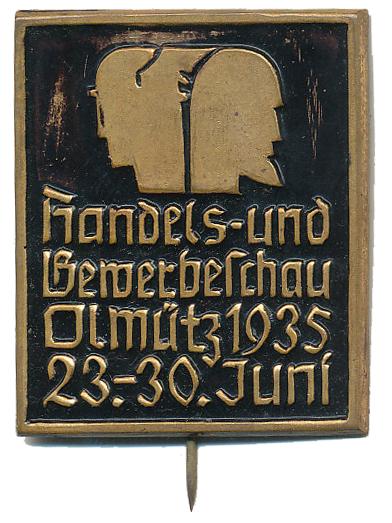 Handels-und
Gewerbeſchau
Olmütz 1935
23.-30. Juni